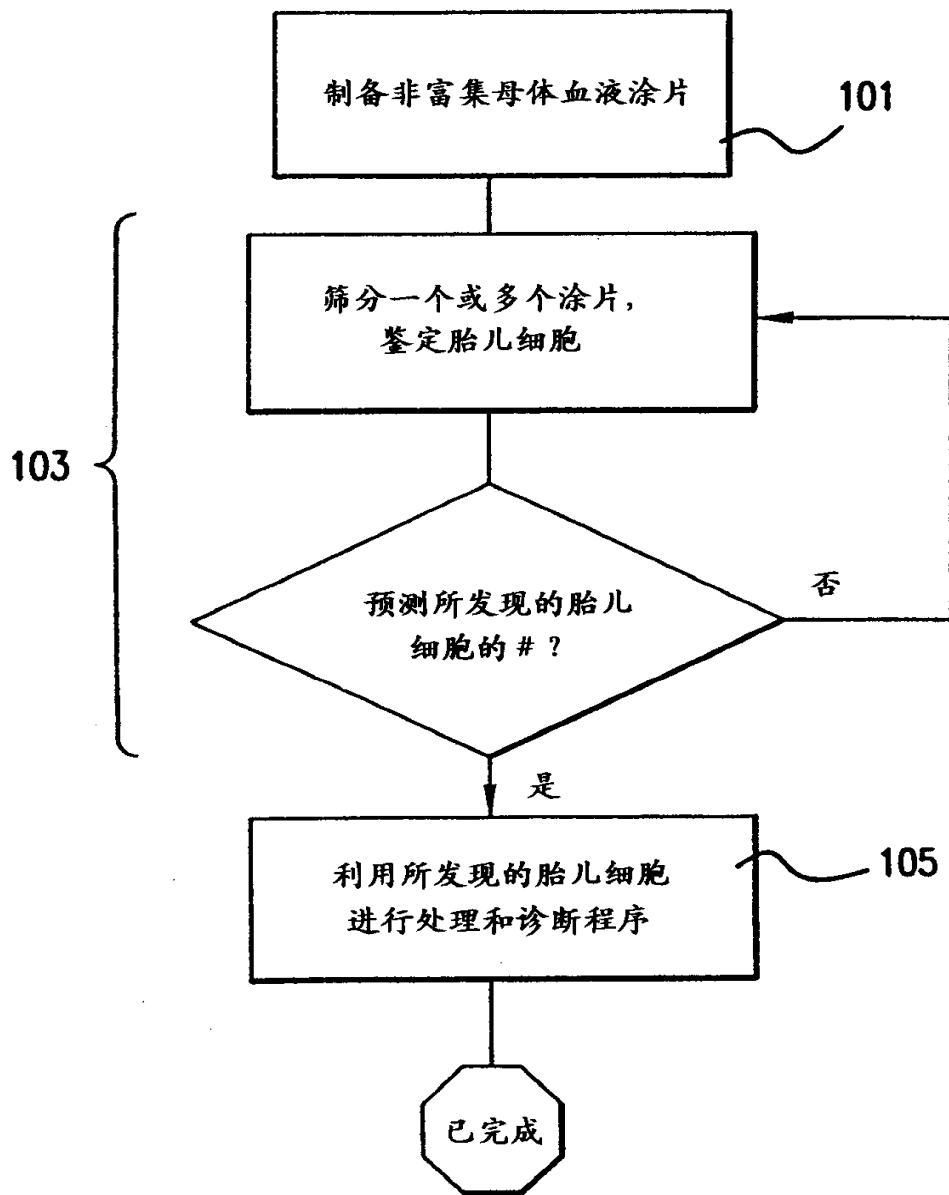 制备非富集母体血液涂片
101
筛分一个或多个涂片,
鉴定胎儿细胞
103
预测所发现的胎儿
细胞的 # ?
否
是
利用所发现的胎儿细胞
进行处理和诊断程序
105
已完成